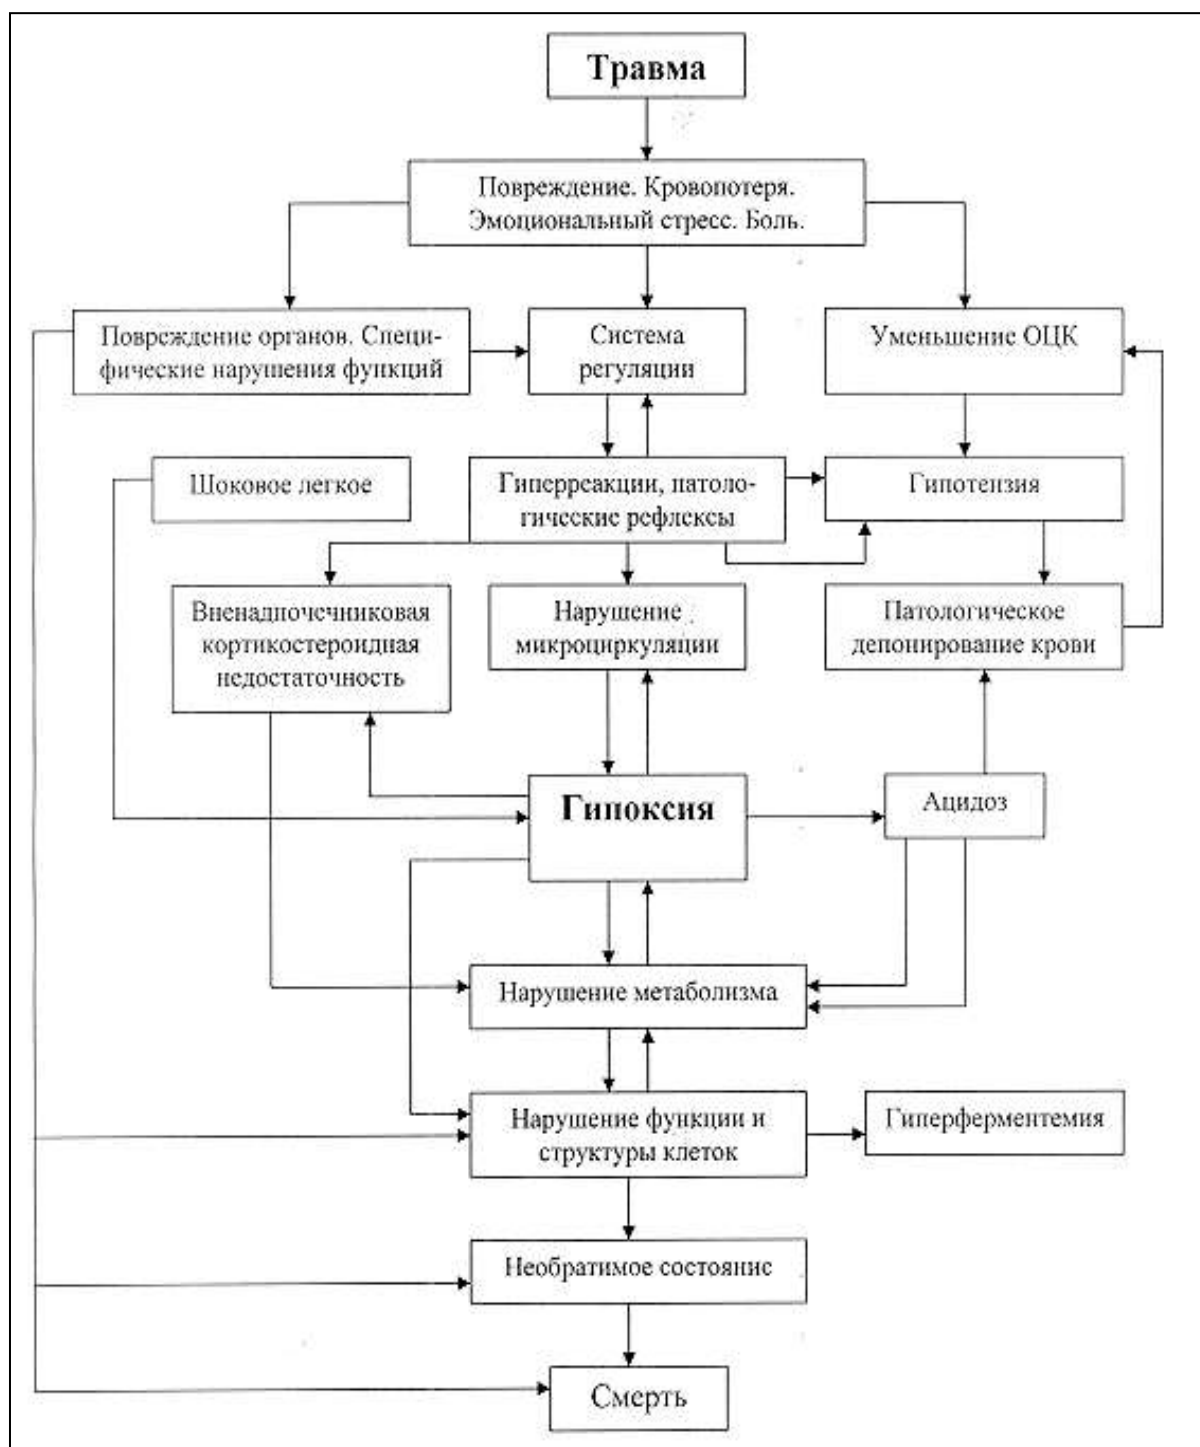 Травма
Повреждение. Кровопотеря.
Эмоциональный стресс. Боль.
Повреждение органов. Специ-
фические нарушения функций
Система
регуляции
Уменьшение ОЦК
Шоковое легкое
Гиперреакции, патоло-
гические рефлексы
Гипотензия
Вненадпочечниковая
кортикостероидная
недостаточность
Нарушение
микроциркуляции
Патологическое
депонирование крови
Гипоксия
Ацидоз
Нарушение метаболизма
Нарушение функции и
структуры клеток
Гиперферментемия
Необратимое состояние
Смерть